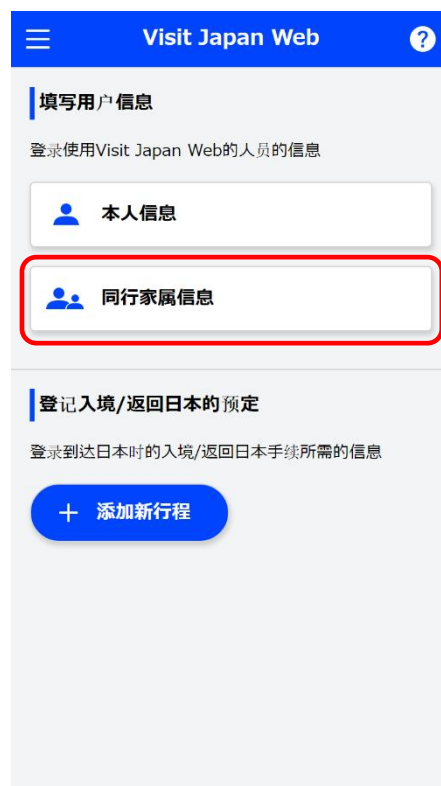 Visit Japan Web
?
填写用户信息
登录使用Visit Japan Web的人员的信息
本人信息
同行家属信息
登记入境/返回日本的预定
登录到达日本时的入境/返回日本手续所需的信息
+ 添加新行程